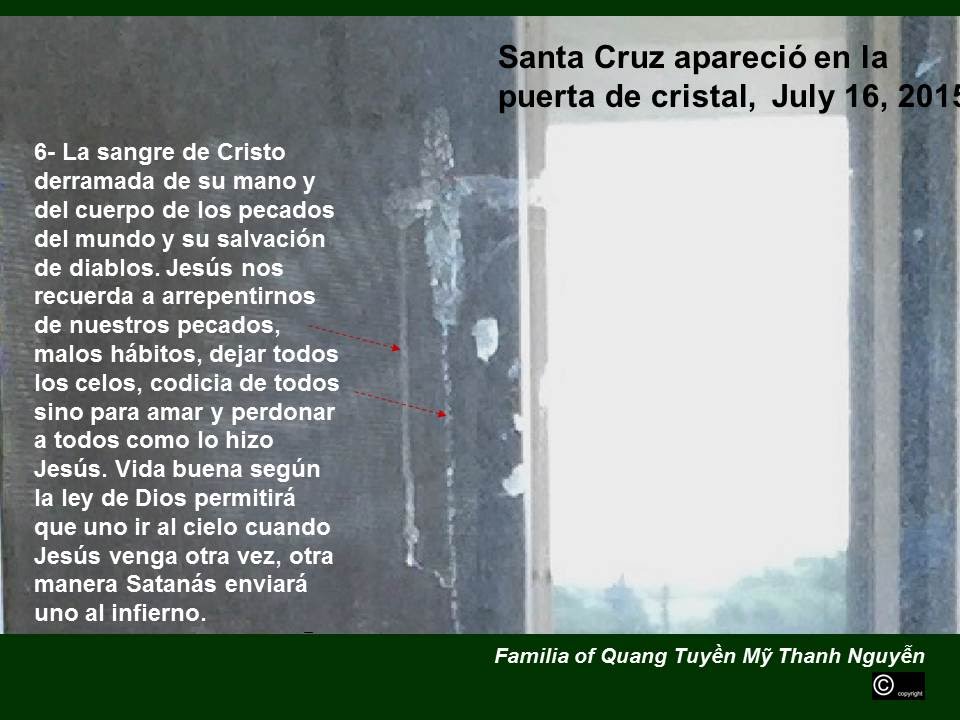 Santa Cruz apareció en la
puerta de cristal, July 16, 2015
6- La sangre de Cristo
derramada de su mano y
del cuerpo de los pecados
del mundo y su salvación
de diablos. Jesús nos
recuerda a arrepentirnos
de nuestros pecados,
malos hábitos, dejar todos
los celos, codicia de todos
sino para amar y perdonar
a todos como lo hizo
Jesús. Vida buena según
la ley de Dios permitirá
que uno ir al cielo cuando
Jesús venga otra vez, otra
manera Satanás enviará
uno al infierno.
Familia of Quang Tuyền Mỹ Thanh Nguyễn
© copyright